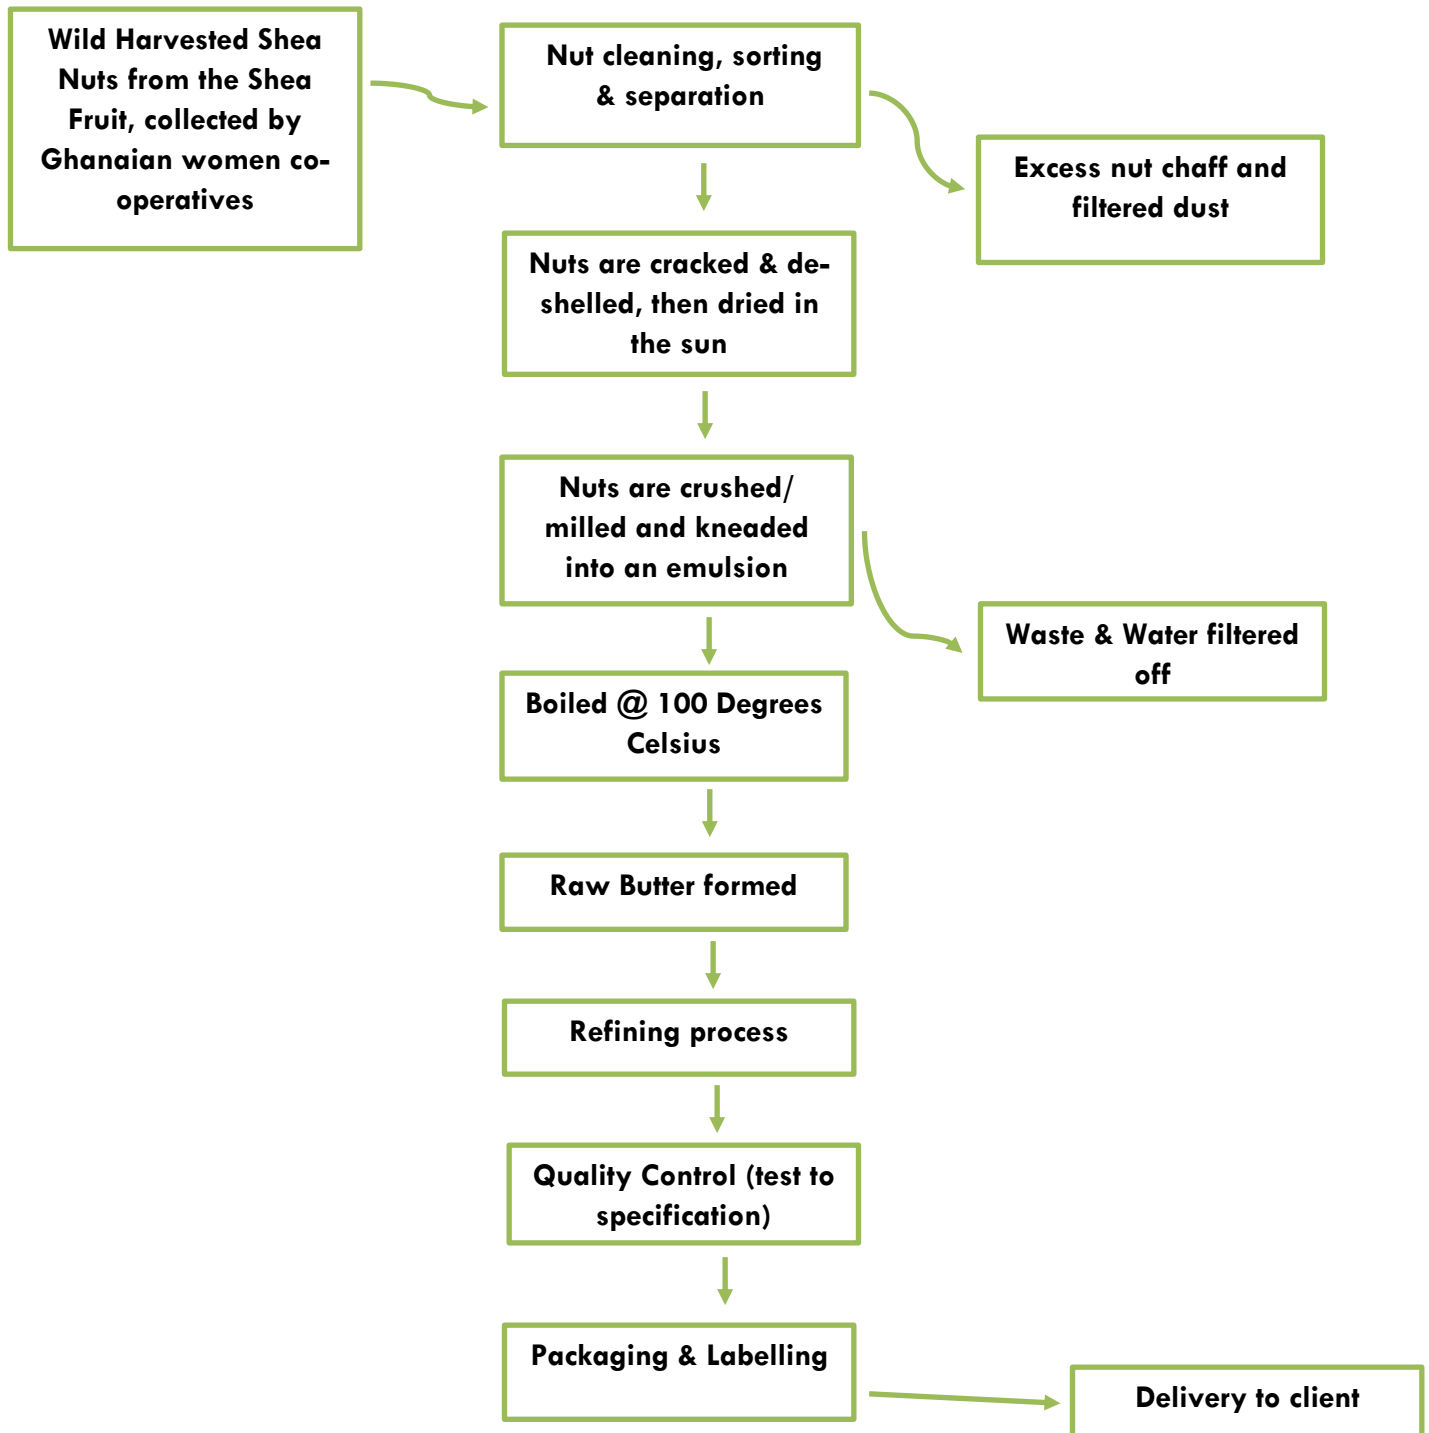 Wild Harvested Shea
Nuts from the Shea
Fruit, collected by
Ghanaian women co-
operatives
Nut cleaning, sorting
& separation
Excess nut chaff and
filtered dust
Nuts are cracked & de-
shelled, then dried in
the sun
Nuts are crushed/
milled and kneaded
into an emulsion
Waste & Water filtered
off
Boiled @ 100 Degrees
Celsius
Raw Butter formed
Refining process
Quality Control (test to
specification)
Packaging & Labelling
Delivery to client